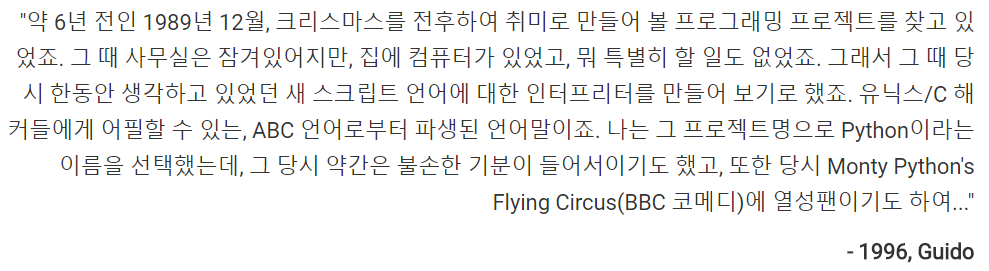 "약 6년 전인 1989년 12월, 크리스마스를 전후하여 취미로 만들어 볼 프로그래밍 프로젝트를 찾고 있
었죠. 그 때 사무실은 잠겨있어지만, 집에 컴퓨터가 있었고, 뭐 특별히 할 일도 없었죠. 그래서 그 때 당
시 한동안 생각하고 있었던 새 스크립트 언어에 대한 인터프리터를 만들어 보기로 했죠. 유닉스/C 해
커들에게 어필할 수 있는, ABC 언어로부터 파생된 언어말이죠. 나는 그 프로젝트명으로 Python이라는
이름을 선택했는데, 그 당시 약간은 불손한 기분이 들어서이기도 했고, 또한 당시 Monty Python's
Flying Circus(BBC 코메디)에 열성팬이기도 하여..."
- 1996, Guido